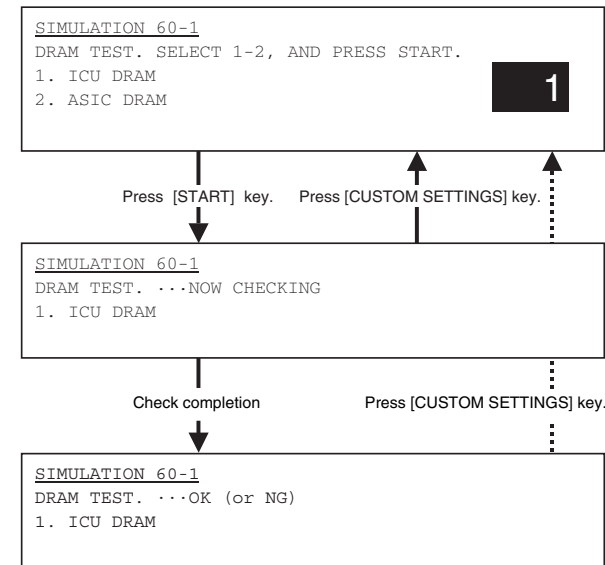 SIMULATION 60-1
DRAM TEST. SELECT 1-2, AND PRESS START.
1. ICU DRAM
2. ASIC DRAM
1
Press [START] key.
Press [CUSTOM SETTINGS] key.
SIMULATION 60-1
DRAM TEST. ···NOW CHECKING
1. ICU DRAM
Check completion
Press [CUSTOM SETTINGS] key.
SIMULATION 60-1
DRAM TEST. ···OK (or NG)
1. ICU DRAM